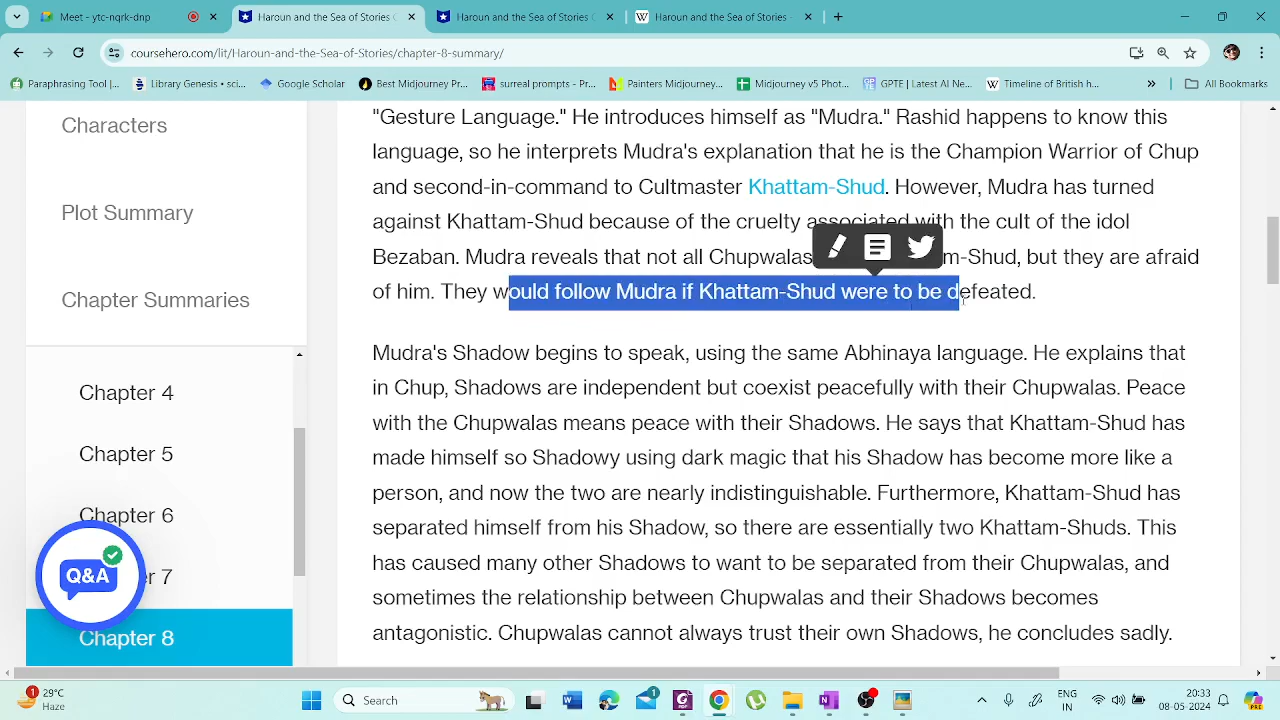 Meet - ytc-nqrk-dep
Haroun and the Sea of Stories (
Haroun and the Sea of Stories
Haroun and the Sea of Stories
coursehero.com/lit/Haroun-and-the-Sea-of-Stories/chapter-8-summary/
Paraphrasing Tool |...
Library Genesis • sci...
Google Scholar
Best Midjourney Pro...
surreal prompts - Pr...
Painters Midjourney...
Midjourney v5 Phot...
GPTE | Latest AI Ne...
Timeline of British h...
All Bookmarks
Characters
Plot Summary
Chapter Summaries
Chapter 4
Chapter 5
Chapter 6
er 7
Chapter 8
Q&A
"Gesture Language." He introduces himself as "Mudra." Rashid happens to know this
language, so he interprets Mudra's explanation that he is the Champion Warrior of Chup
and second-in-command to Cultmaster Khattam-Shud. However, Mudra has turned
against Khattam-Shud because of the cruelty associated with the cult of the idol
Bezaban. Mudra reveals that not all Chupwalas m-Shud, but they are afraid
of him. They would follow Mudra if Khattam-Shud were to be defeated.
Mudra's Shadow begins to speak, using the same Abhinaya language. He explains that
in Chup, Shadows are independent but coexist peacefully with their Chupwalas. Peace
with the Chupwalas means peace with their Shadows. He says that Khattam-Shud has
made himself so Shadowy using dark magic that his Shadow has become more like a
person, and now the two are nearly indistinguishable. Furthermore, Khattam-Shud has
separated himself from his Shadow, so there are essentially two Khattam-Shuds. This
has caused many other Shadows to want to be separated from their Chupwalas, and
sometimes the relationship between Chupwalas and their Shadows becomes
antagonistic. Chupwalas cannot always trust their own Shadows, he concludes sadly.
1
29°C
Haze
Search
1
ENG
IN
20:33
08-05-2024